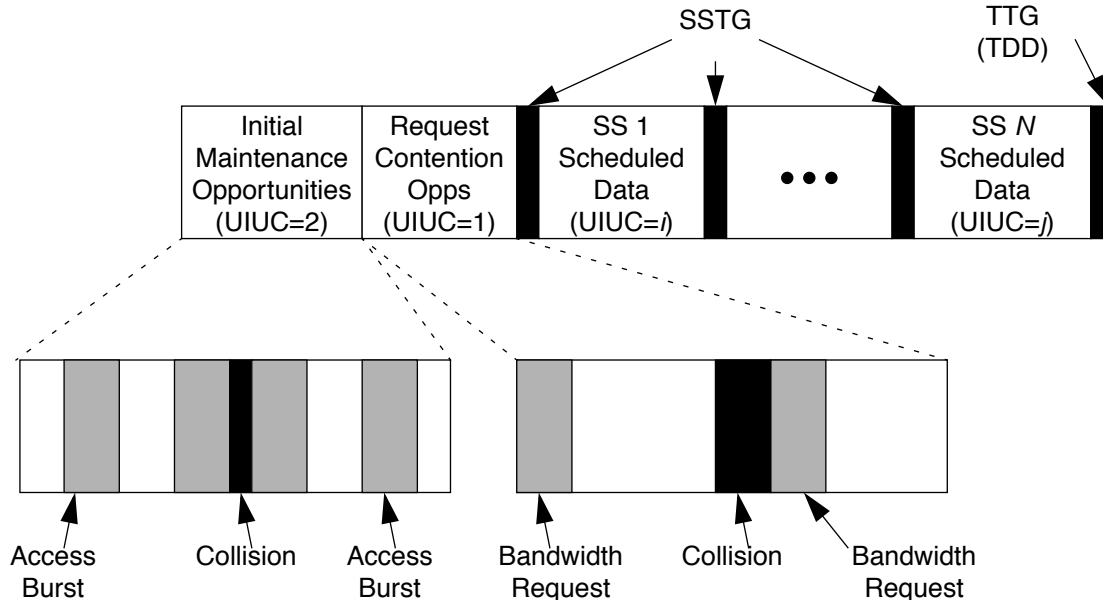 SSTG
TTG
(TDD)
Initial
Maintenance
Opportunities
(UIUC=2)
Request
Contention
Opps
(UIUC=1)
SS 1
Scheduled
Data
(UIUC=i)
SS N
Scheduled
Data
(UIUC=j)
Access
Burst
Collision
Access
Burst
Bandwidth
Request
Collision
Bandwidth
Request